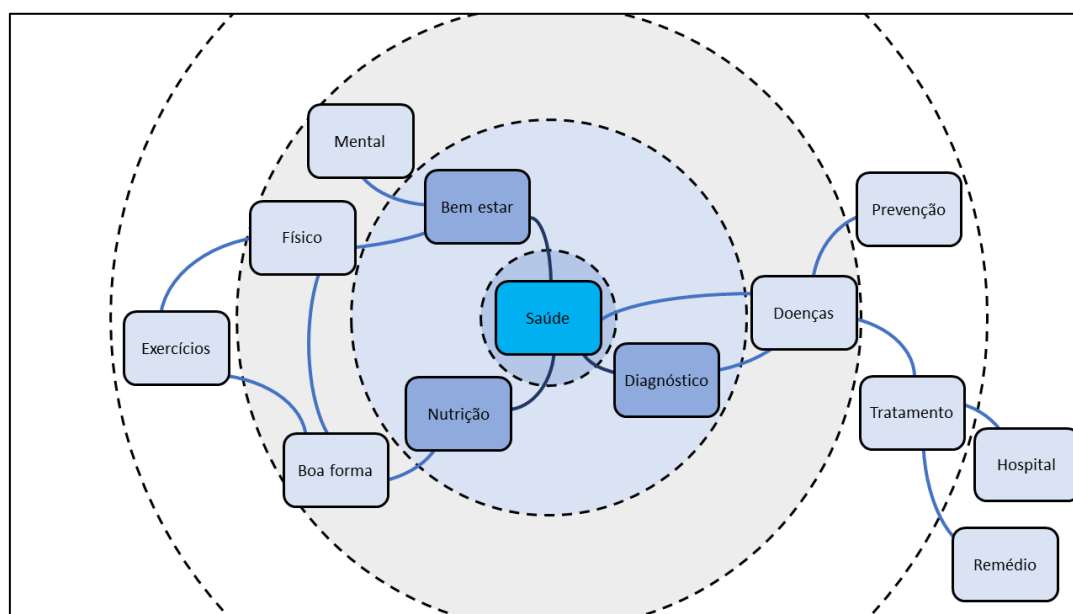 Mental
Bem estar
Prevenção
Físico
Saúde
Doenças
Exercícios
Diagnóstico
Nutrição
Tratamento
Boa forma
Hospital
Remédio